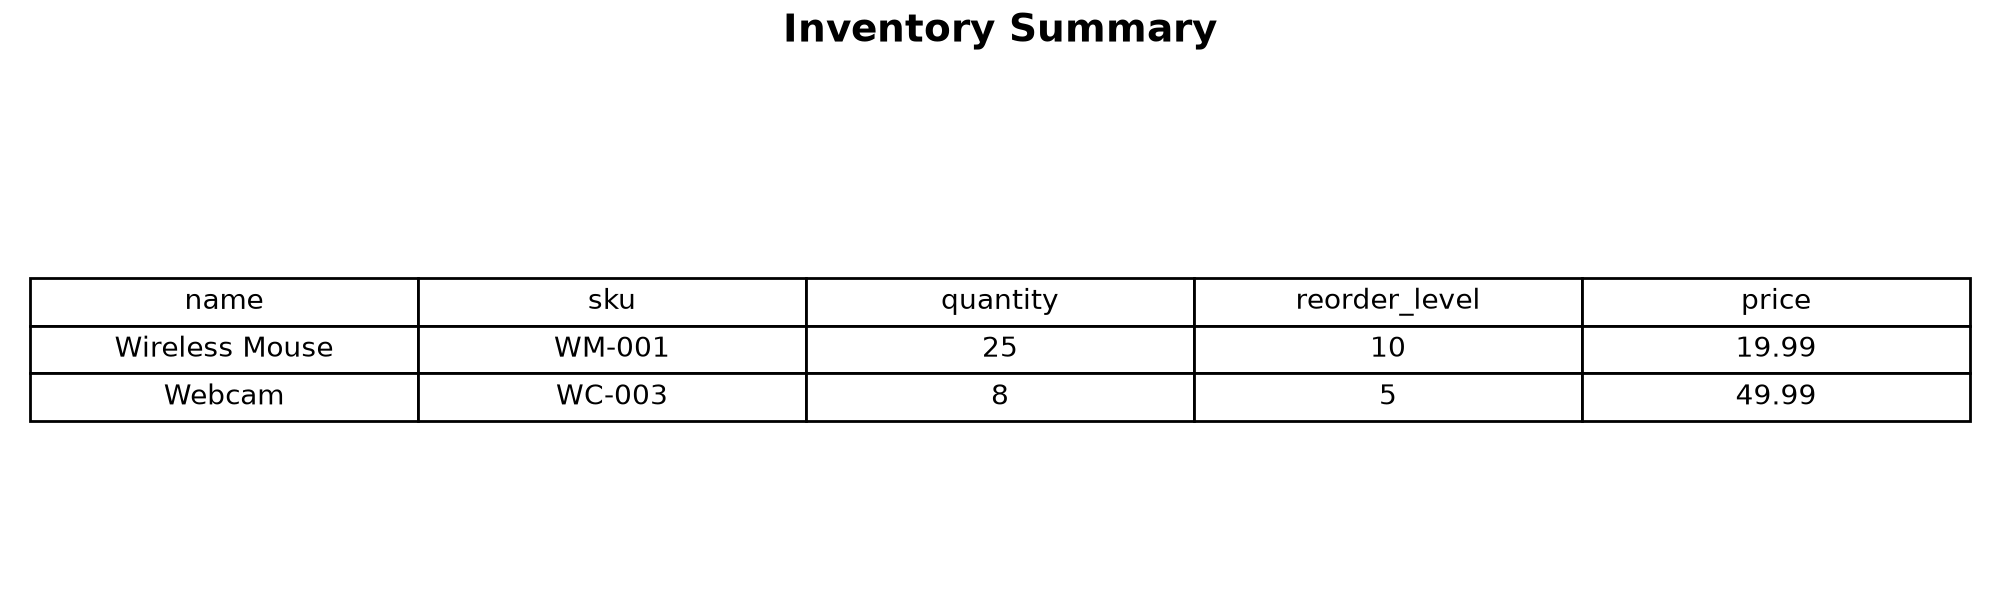 Inventory Summary
name sku quantity reorder_level price
Wireless Mouse WM-001 25 10 19.99
Webcam WC-003 8 5 49.99